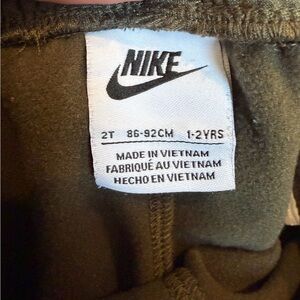 NIKE
2T 86-92CM 1-2YRS
MADE IN VIETNAM
FABRIQUÉ AU VIETNAM
HECHO EN VIETNAM